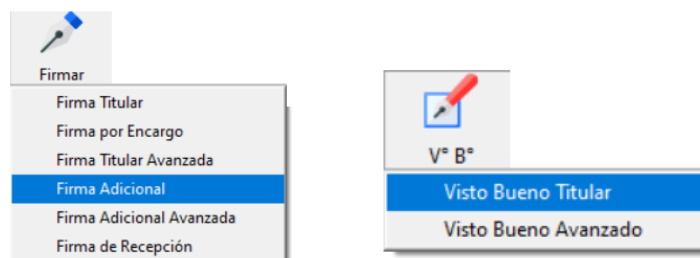 Firmar
Firma Titular
Firma por Encargo
Firma Titular Avanzada
Firma Adicional
Firma Adicional Avanzada
Firma de Recepción
V° B°
Visto Bueno Titular
Visto Bueno Avanzado